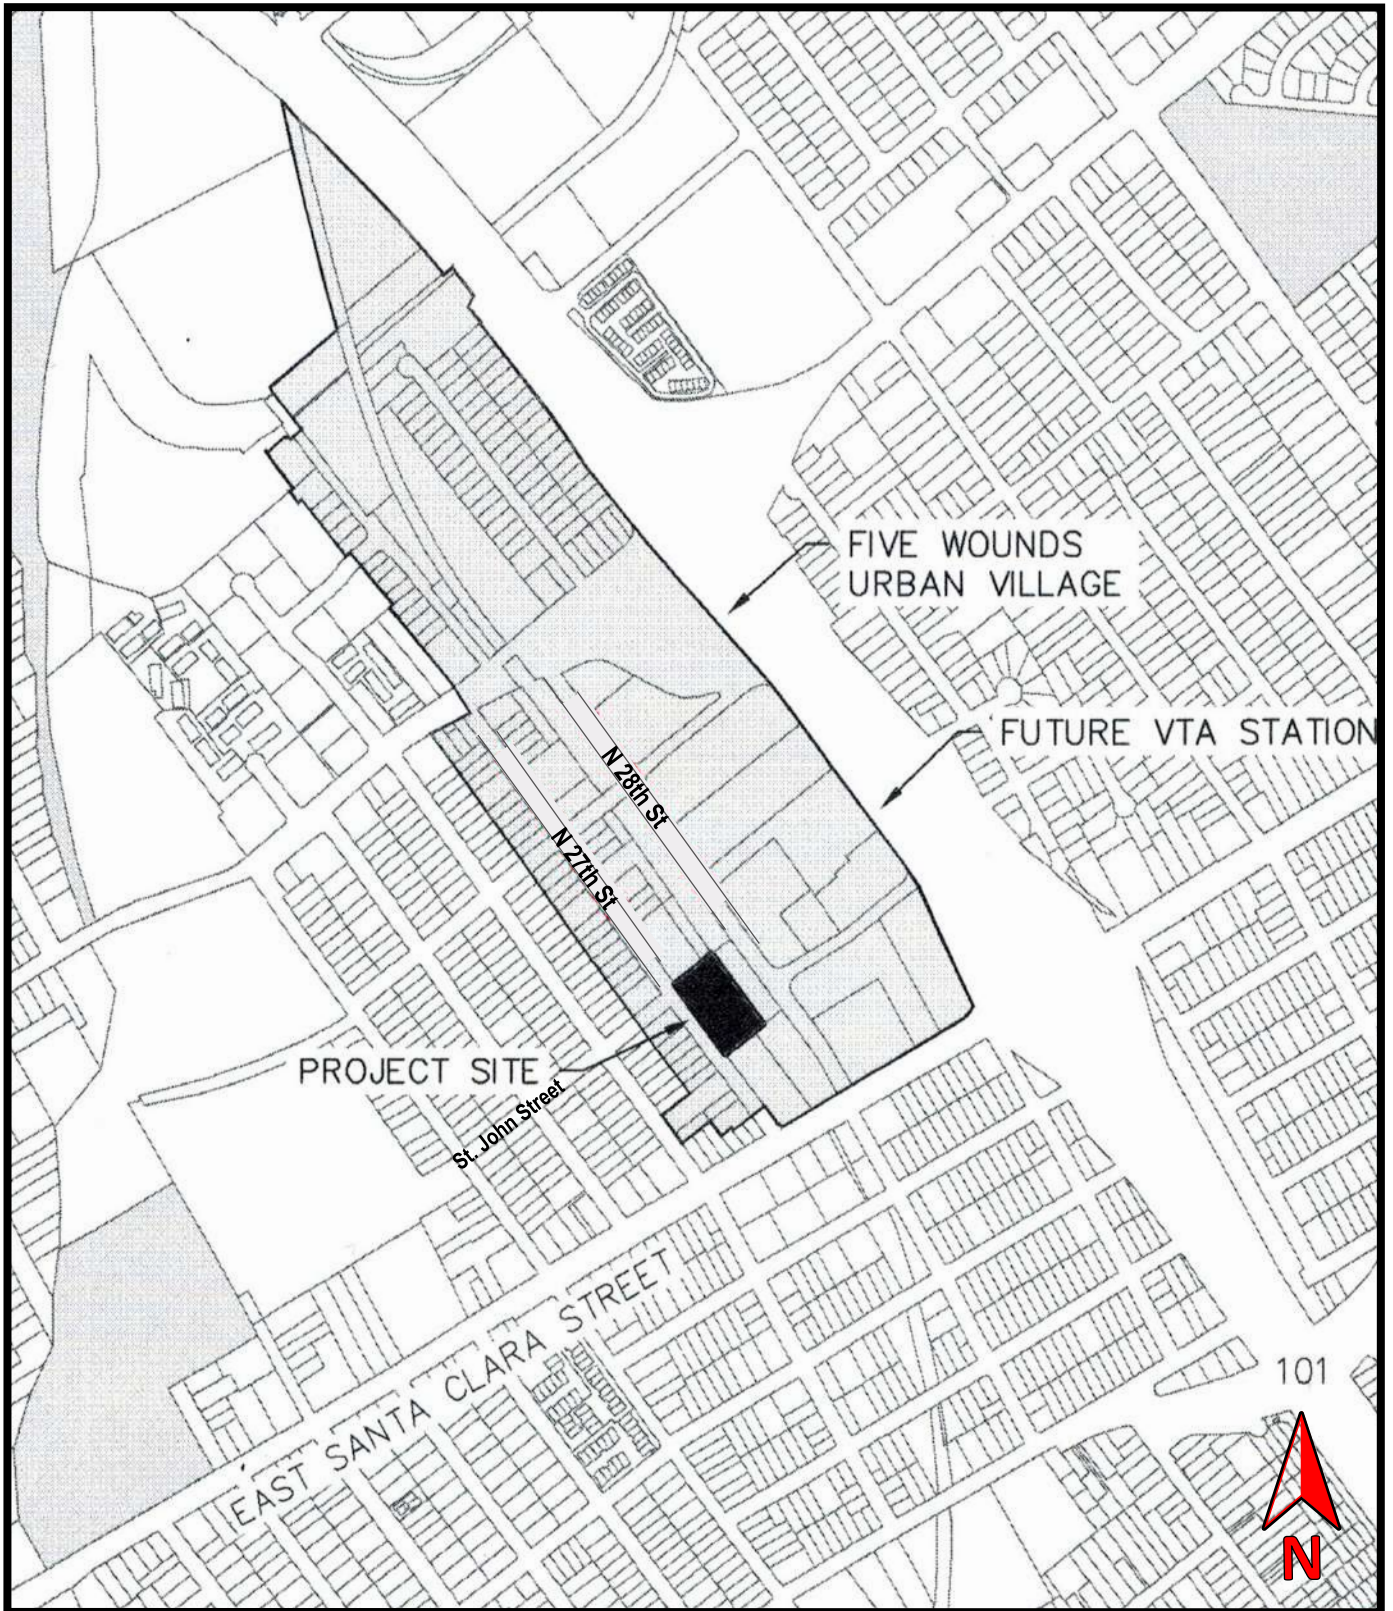 FIVE WOUNDS
URBAN VILLAGE
FUTURE VTA STATION
N 28th St
N 27th St
PROJECT SITE
St. John Street
EAST SANTA CLARA STREET
101
N